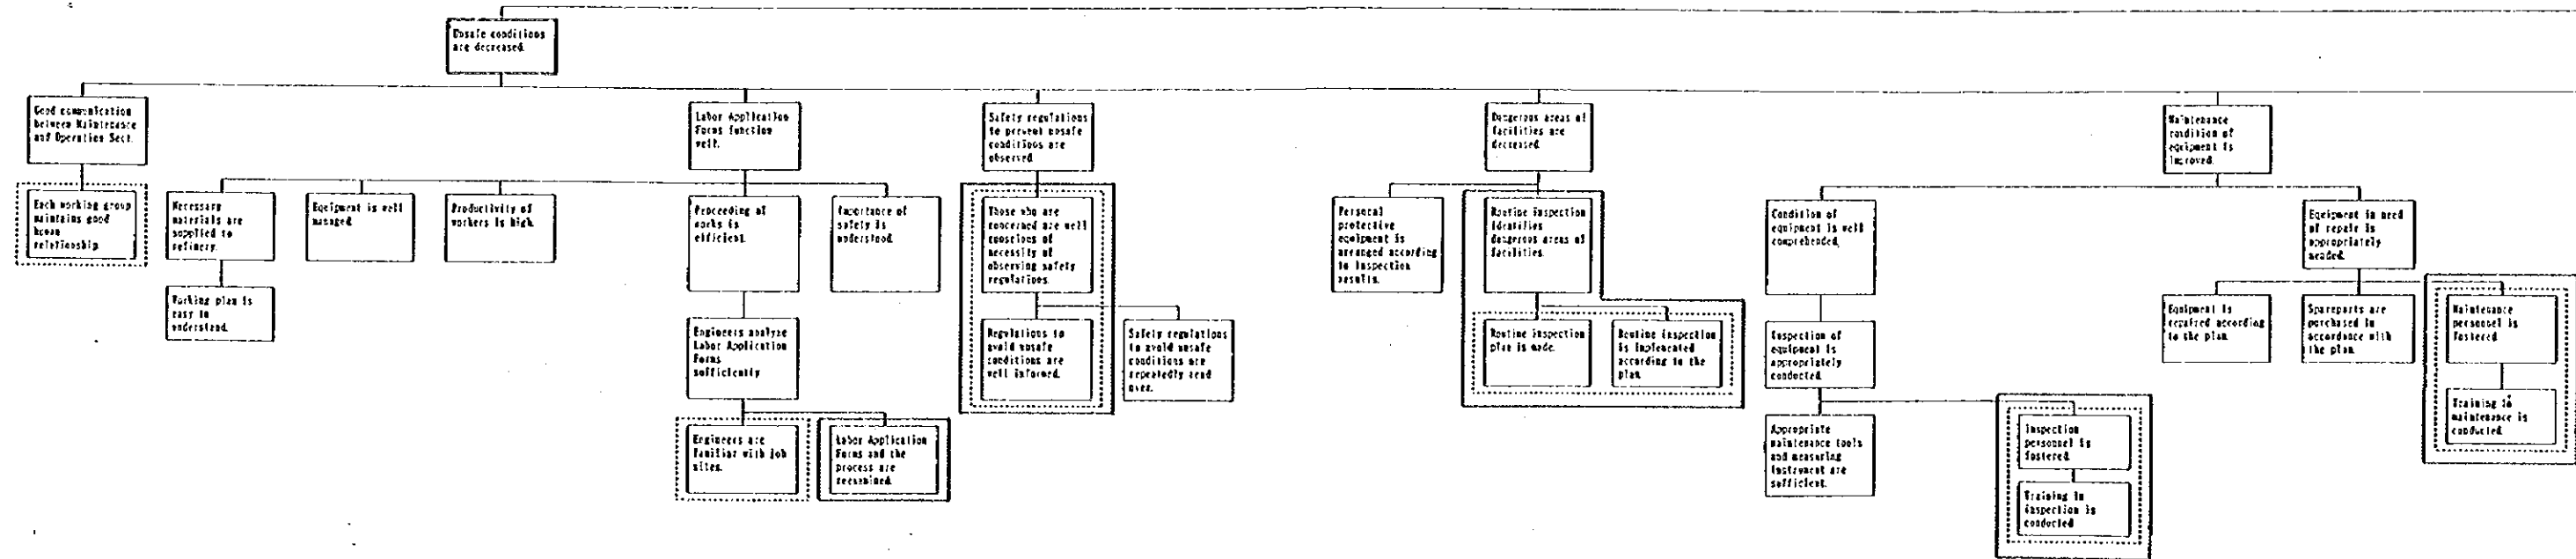 Unsafe conditions
are decreased.
Good communication
between Maintenance
and Operation Sect.
Labor Application
Forms function
well.
Safety regulations
to prevent unsafe
conditions are
observed.
Dangerous areas of
facilities are
decreased.
Maintenance
condition of
equipment is
improved.
Each working group
maintains good
human
relationship.
Necessary
materials are
supplied to
refinery.
Equipment is well
managed.
Productivity of
workers is high.
Proceeding of
works is
efficient.
Importance of
safety is
understood.
Those who are
concerned are well
conscious of
necessity of
observing safety
regulations.
Personal
protective
equipment is
arranged according
to inspection
results.
Routine inspection
identifies
dangerous areas of
facilities.
Condition of
equipment is well
comprehended.
Equipment in need
of repair is
appropriately
Working plan is
easy to
understand.
Engineers analyze
Labor Application
Forms
sufficiently
Regulations to
avoid unsafe
conditions are
well informed.
Safety regulations
to avoid unsafe
conditions are
repeatedly read
over.
Routine inspection
plan is made.
Routine inspection
is implemented
according to the
plan.
Inspection of
equipment is
appropriately
conducted.
Equipment is
repaired according
to the plan.
Spareparts are
purchased in
accordance with
the plan.
Maintenance
personnel is
fostered.
Engineers are
familiar with job
sites.
Labor Application
Forms and the
process are
reexamined.
Appropriate
maintenance tools
and measuring
instrument are
sufficient.
Inspection
personnel is
fostered.
Training in
maintenance is
conducted.
Training in
inspection is
conducted